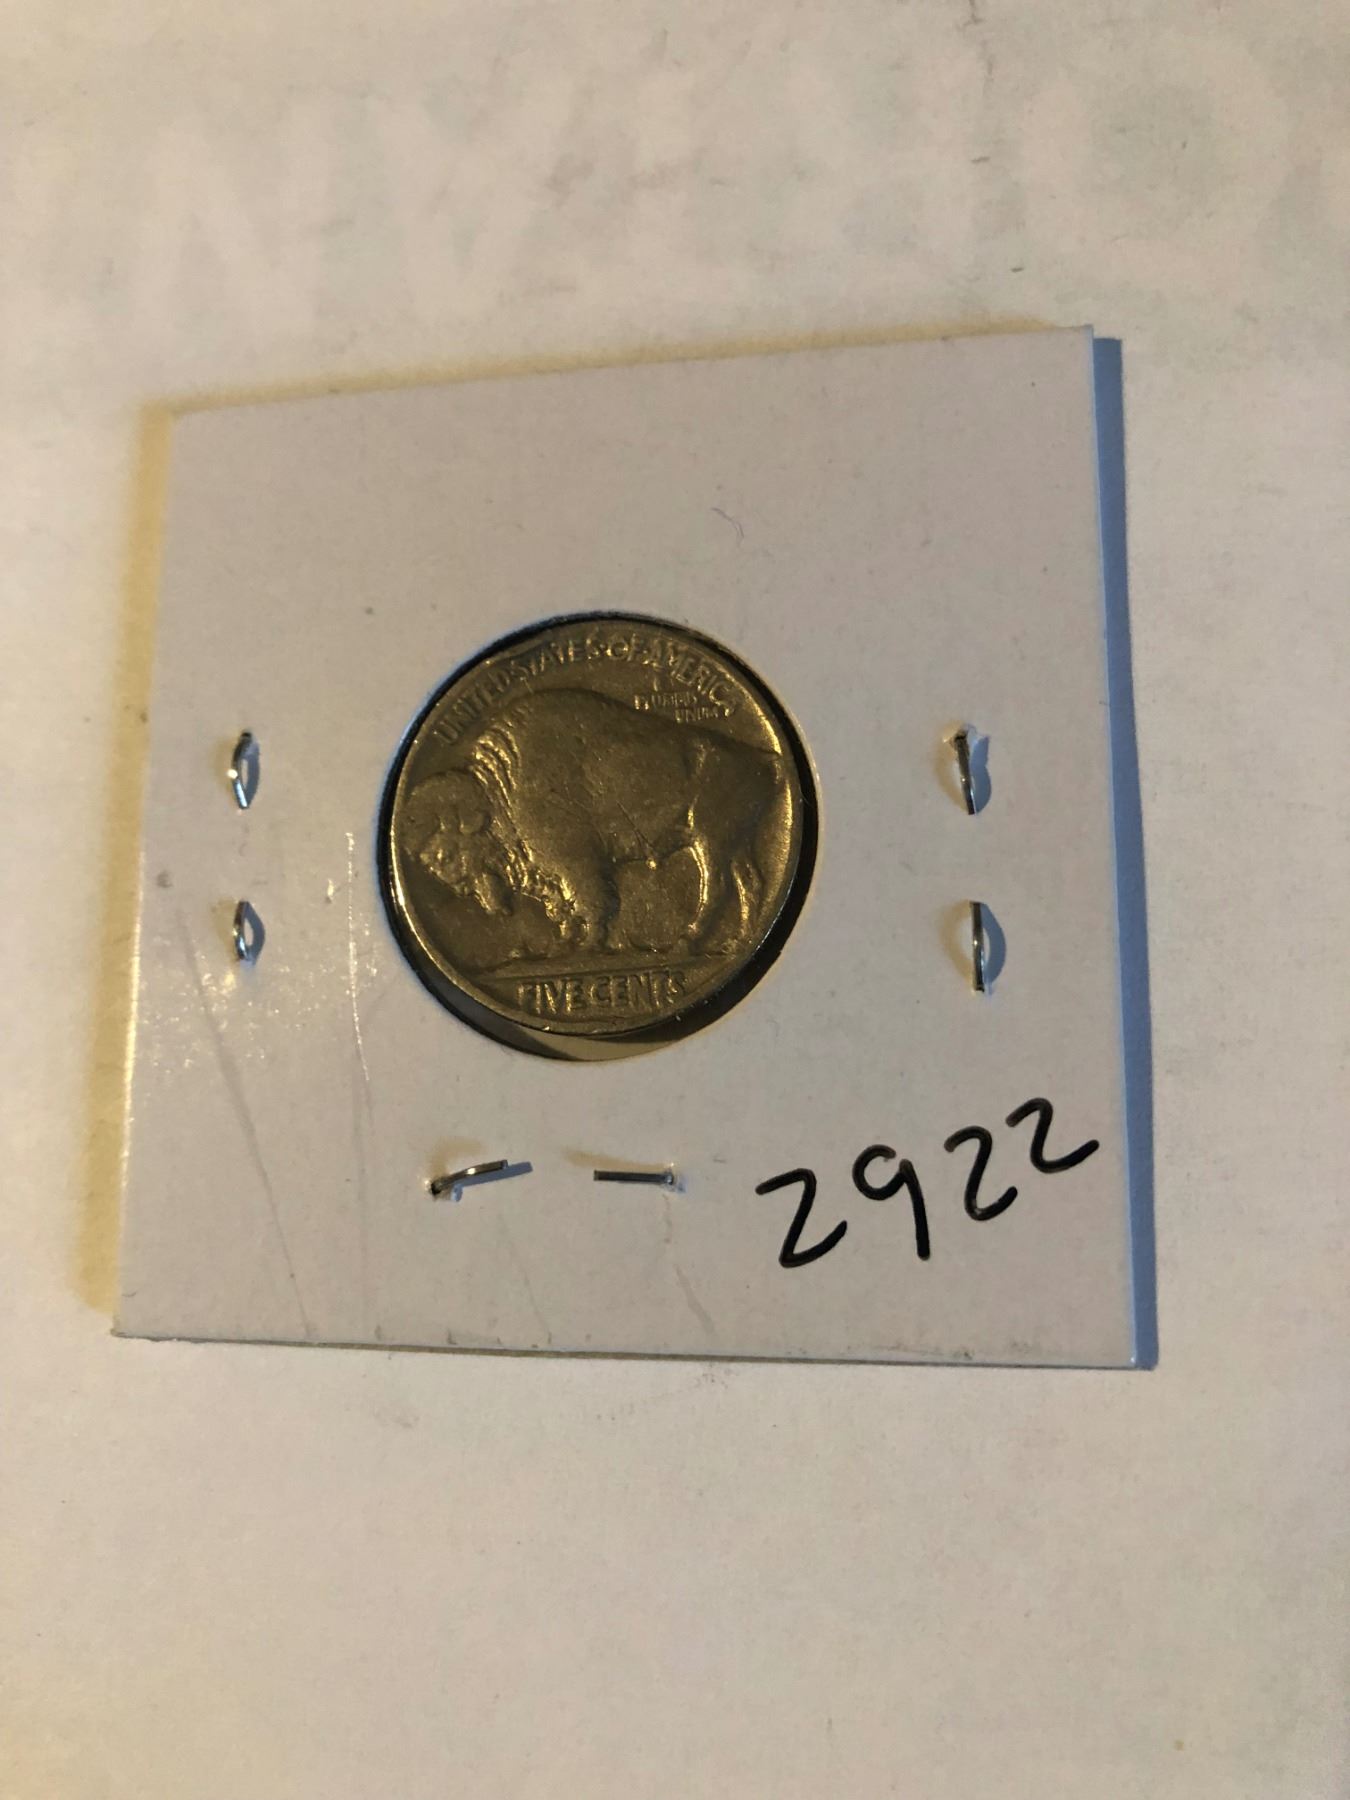 UNITED STATES OF AMERICA
E PLURIBUS
UNUM
FIVE CENTS
2922